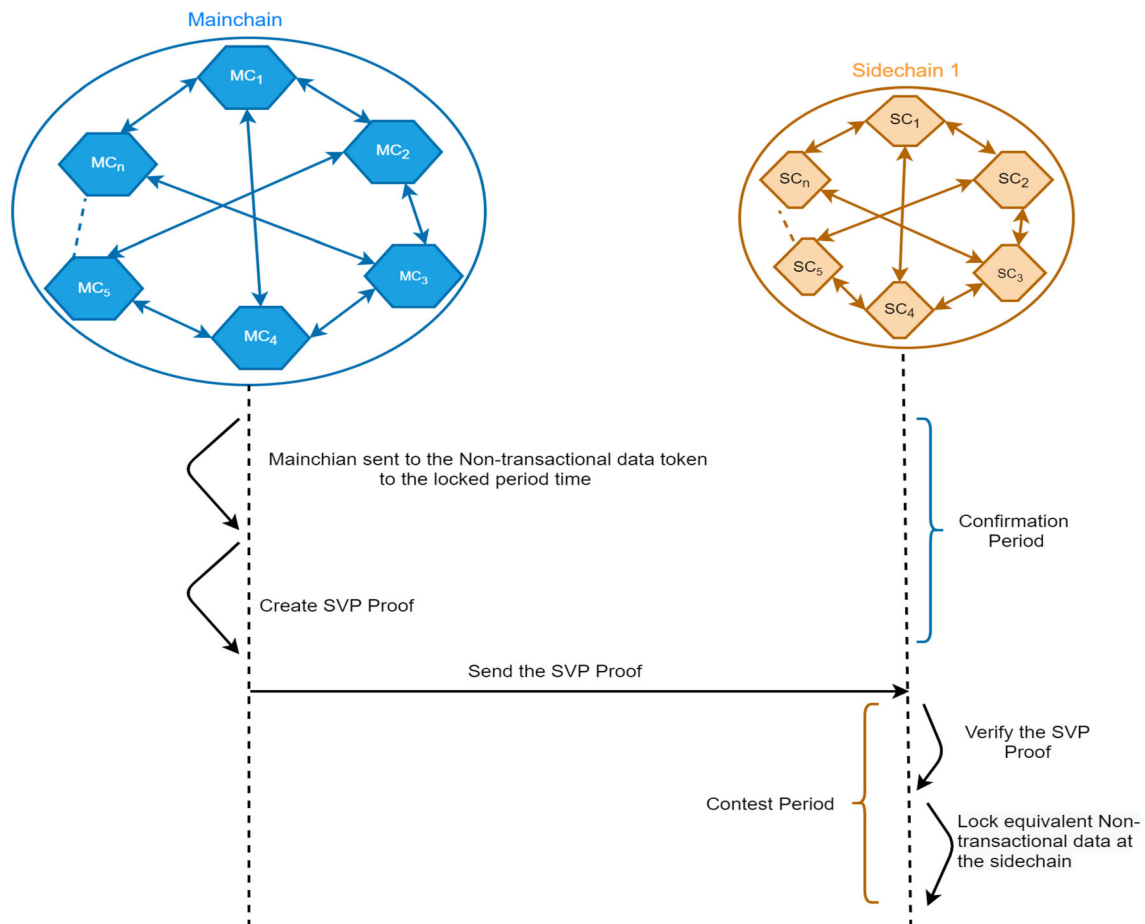 Mainchain
MC1
MCn
MC2
MC5
MC3
MC4
Sidechain 1
SC1
SCn
SC2
SC5
SC3
SC4
Mainchian sent to the Non-transactional data token
to the locked period time
Confirmation
Period
Create SVP Proof
Send the SVP Proof
Verify the SVP
Proof
Contest Period
Lock equivalent Non-
transactional data at
the sidechain